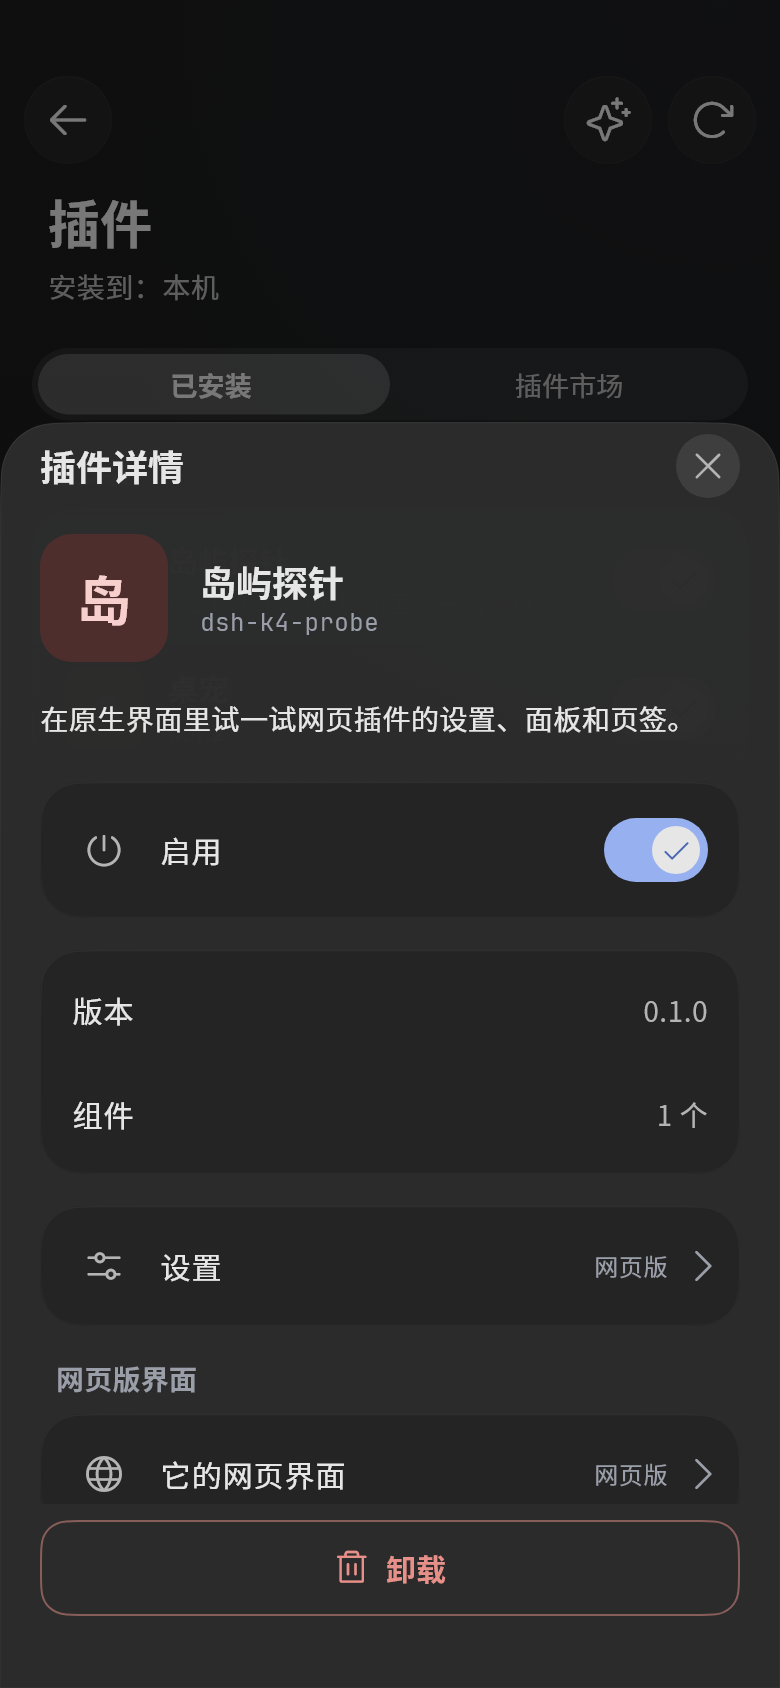 插件
安装到：本机
已安装
插件市场
插件详情
岛
岛屿探针
dsh-k4-probe
在原生界面里试一试网页插件的设置、面板和页签。
启用
版本
0.1.0
组件
1 个
设置
网页版
网页版界面
它的网页界面
网页版
卸载